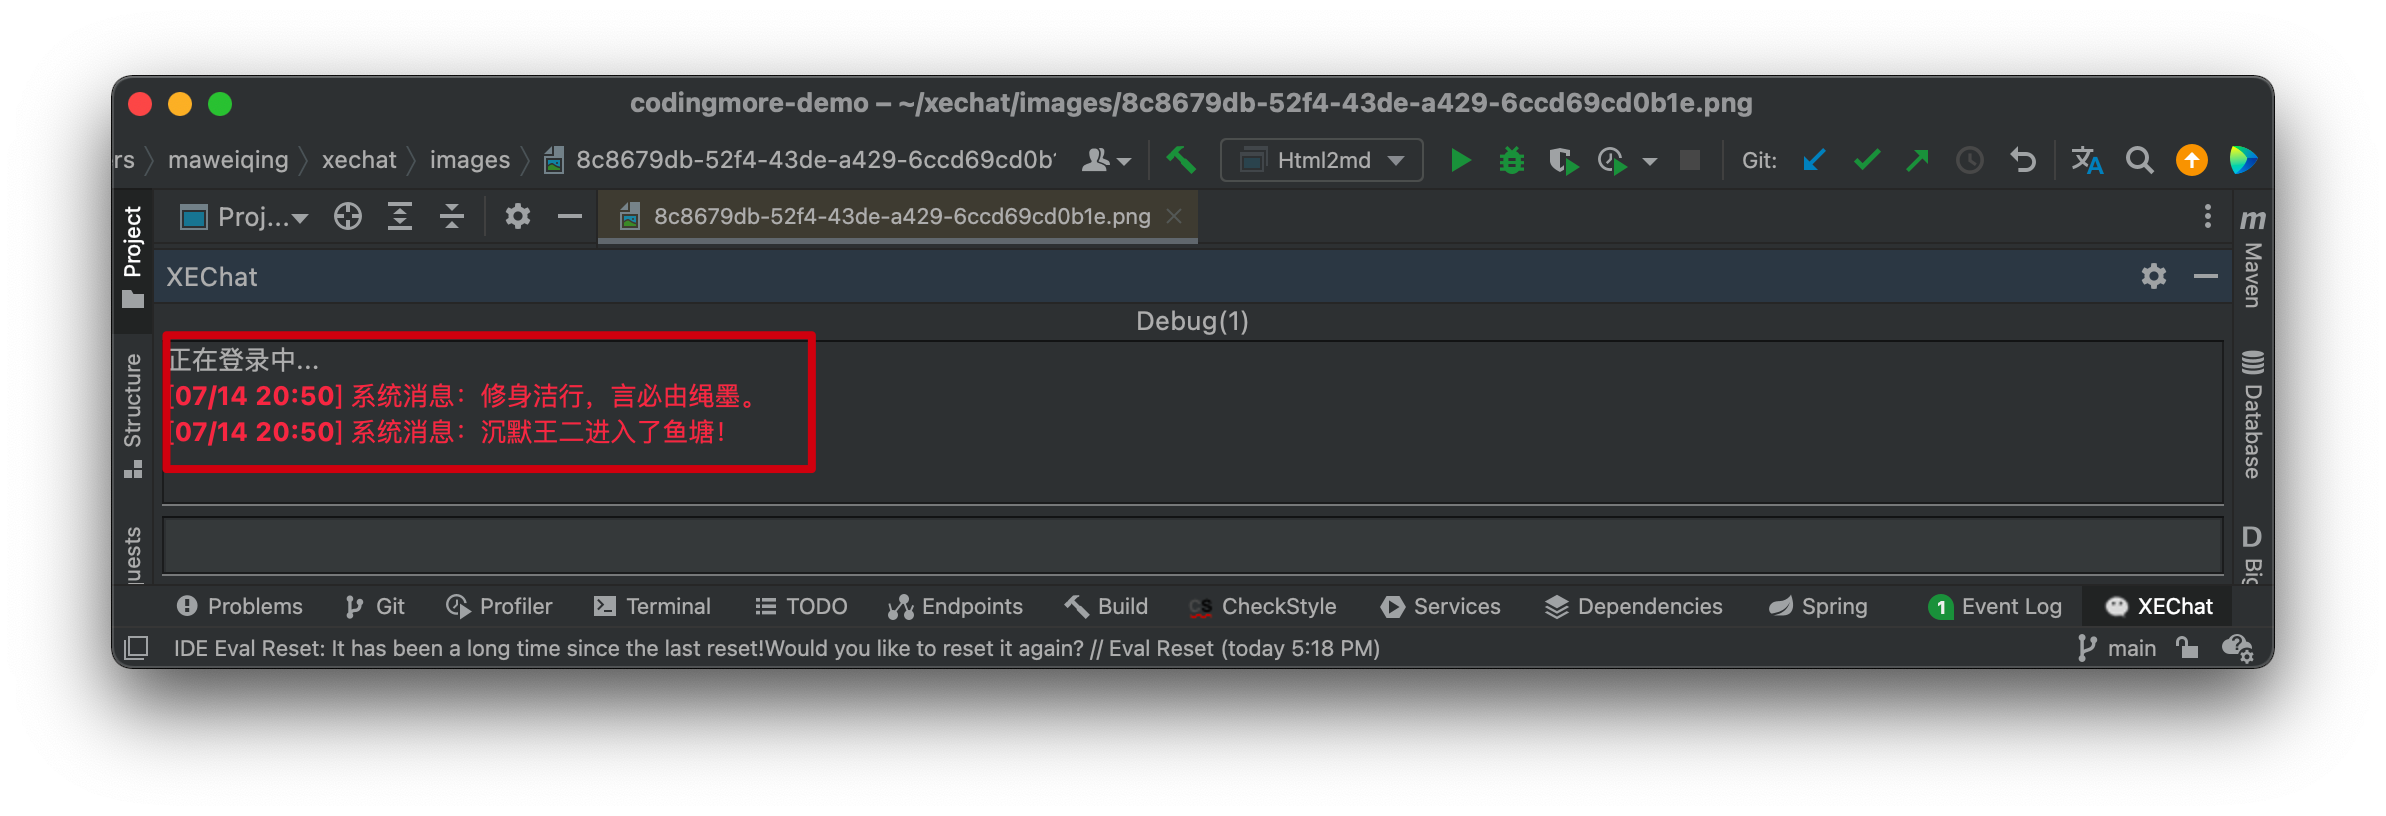 codingmore-demo – ~/xechat/images/8c8679db-52f4-43de-a429-6ccd69cd0b1e.png
rs maweiqing xechat images 8c8679db-52f4-43de-a429-6ccd69cd0b1 Html2md Git:
Project
Structure
uests
Proj... 8c8679db-52f4-43de-a429-6ccd69cd0b1e.png
XEChat
Debug(1)
正在登录中...
[07/14 20:50] 系统消息：修身洁行，言必由绳墨。
[07/14 20:50] 系统消息：沉默王二进入了鱼塘！
m Maven
Database
D Big
Problems Git Profiler Terminal TODO Endpoints Build CS CheckStyle Services Dependencies Spring 1 Event Log XEChat
IDE Eval Reset: It has been a long time since the last reset!Would you like to reset it again? // Eval Reset (today 5:18 PM) main